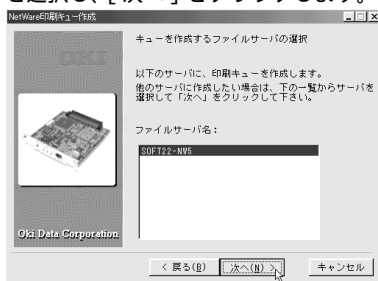 を選択し、[次へ]をクリックします。
NetWare印刷キュー作成
OKI
キューを作成するファイルサーバの選択
以下のサーバに、印刷キューを作成します。
他のサーバに作成したい場合は、下の一覧からサーバを
選択して「次へ」をクリックして下さい。
ファイルサーバ名：
SOFT22-NW5
Oki Data Corporation
< 戻る(B)
次へ(N) >
キャンセル